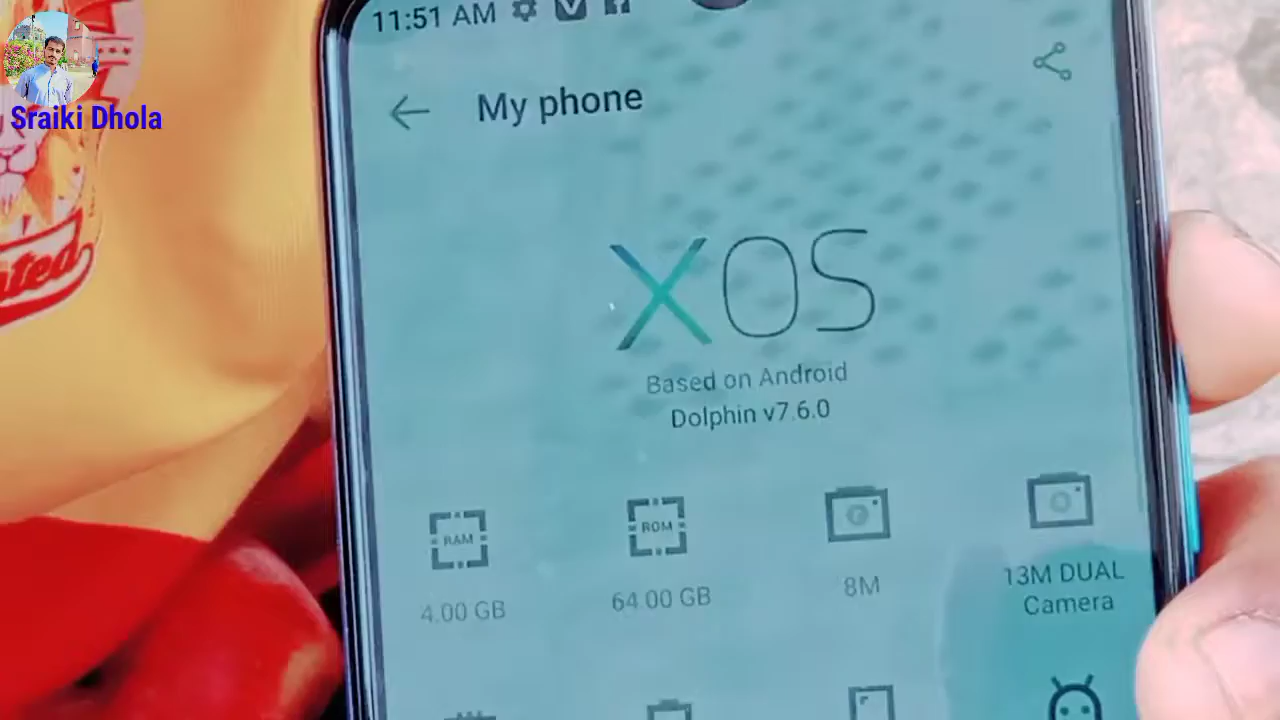 11:51 AM
Sraiki Dhola
My phone
XOS
Based on Android
Dolphin v7.6.0
RAM
ROM
4.00 GB
64.00 GB
8M
13M DUAL
Camera